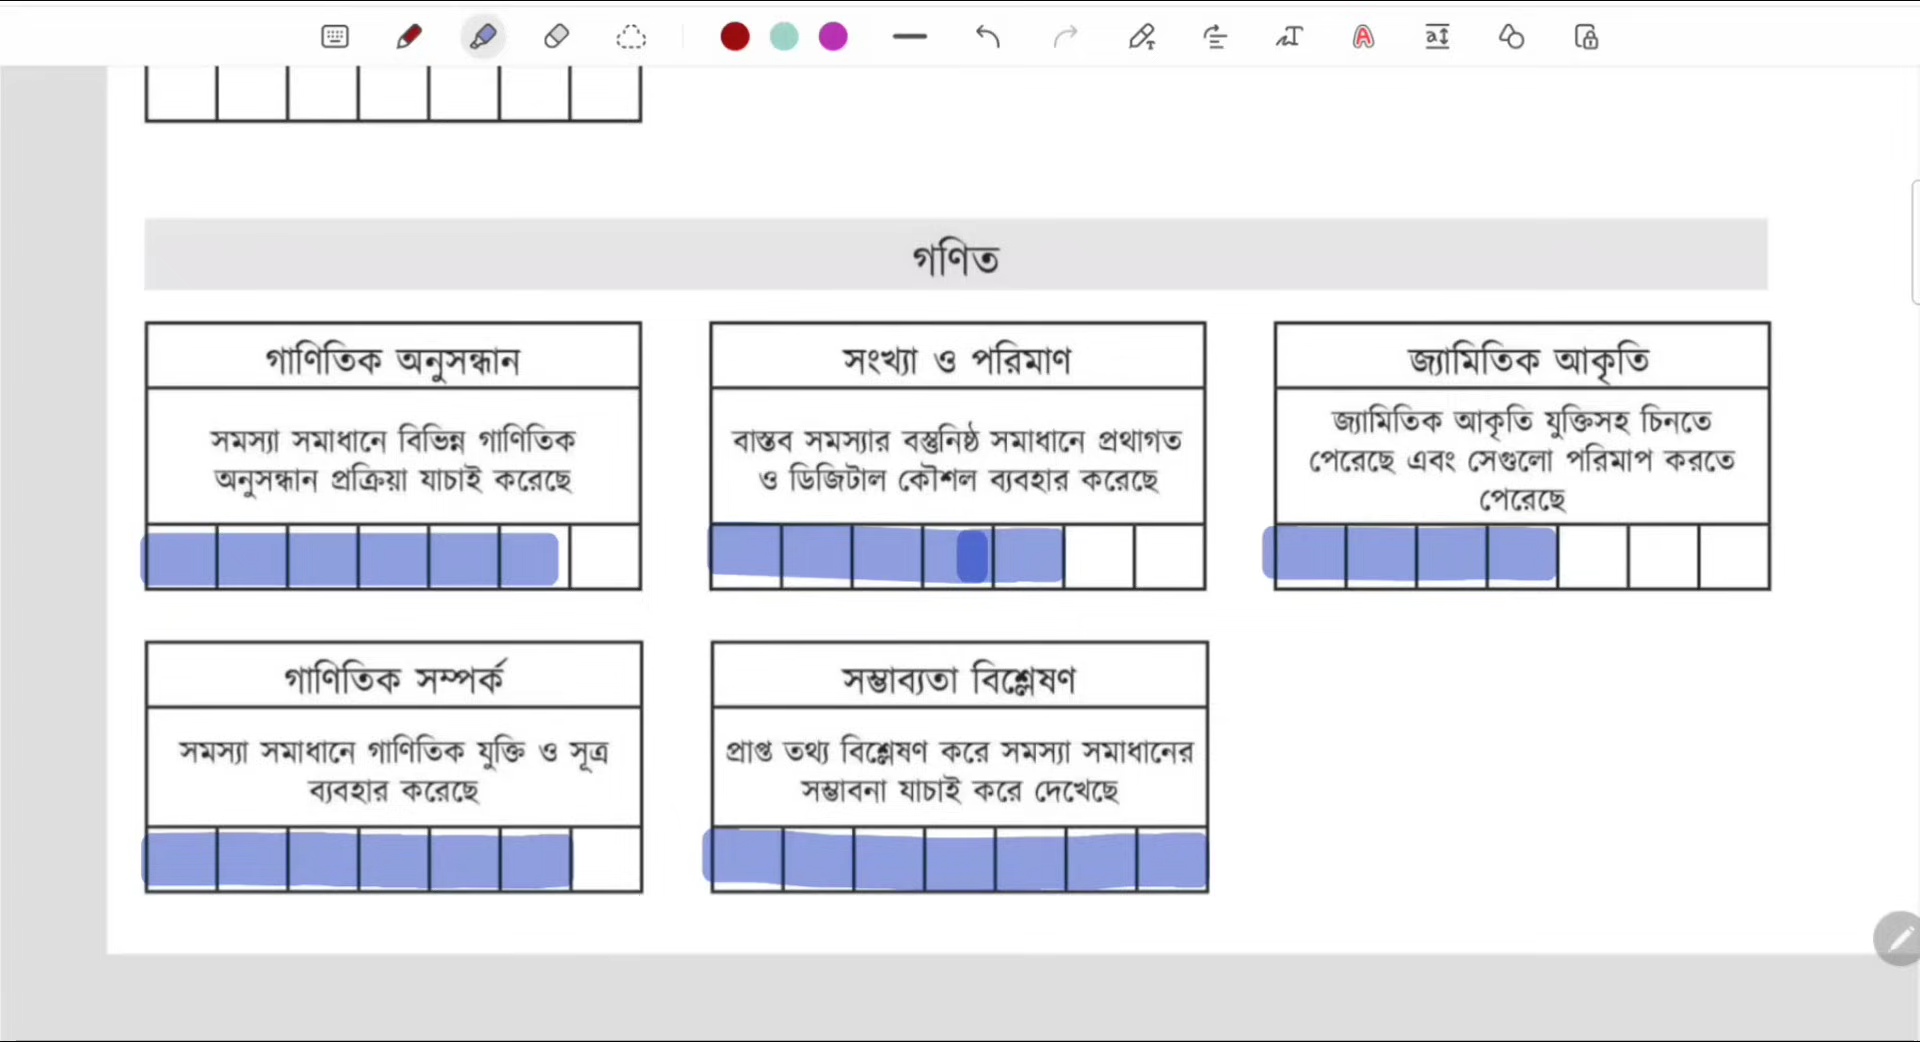 গণিত
গাণিতিক অনুসন্ধান
সমস্যা সমাধানে বিভিন্ন গাণিতিক
অনুসন্ধান প্রক্রিয়া যাচাই করেছে
সংখ্যা ও পরিমাণ
বাস্তব সমস্যার বস্তুনিষ্ঠ সমাধানে প্রথাগত
ও ডিজিটাল কৌশল ব্যবহার করেছে
জ্যামিতিক আকৃতি
জ্যামিতিক আকৃতি যুক্তিসহ চিনতে
পেরেছে এবং সেগুলো পরিমাপ করতে
পেরেছে
গাণিতিক সম্পর্ক
সমস্যা সমাধানে গাণিতিক যুক্তি ও সূত্র
ব্যবহার করেছে
সম্ভাব্যতা বিশ্লেষণ
প্রাপ্ত তথ্য বিশ্লেষণ করে সমস্যা সমাধানের
সম্ভাবনা যাচাই করে দেখেছে